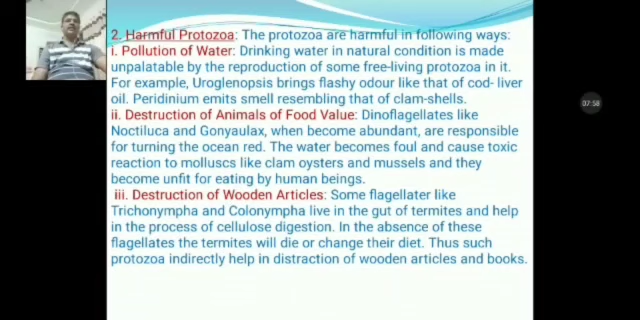 2. Harmful Protozoa: The protozoa are harmful in following ways:
i. Pollution of Water: Drinking water in natural condition is made
unpalatable by the reproduction of some free-living protozoa in it.
For example, Uroglenopsis brings flashy odour like that of cod- liver
oil. Peridinium emits smell resembling that of clam-shells.
ii. Destruction of Animals of Food Value: Dinoflagellates like
Noctiluca and Gonyaulax, when become abundant, are responsible
for turning the ocean red. The water becomes foul and cause toxic
reaction to molluscs like clam oysters and mussels and they
become unfit for eating by human beings.
iii. Destruction of Wooden Articles: Some flagellater like
Trichonympha and Colonympha live in the gut of termites and help
in the process of cellulose digestion. In the absence of these
flagellates the termites will die or change their diet. Thus such
protozoa indirectly help in distraction of wooden articles and books.
07:58